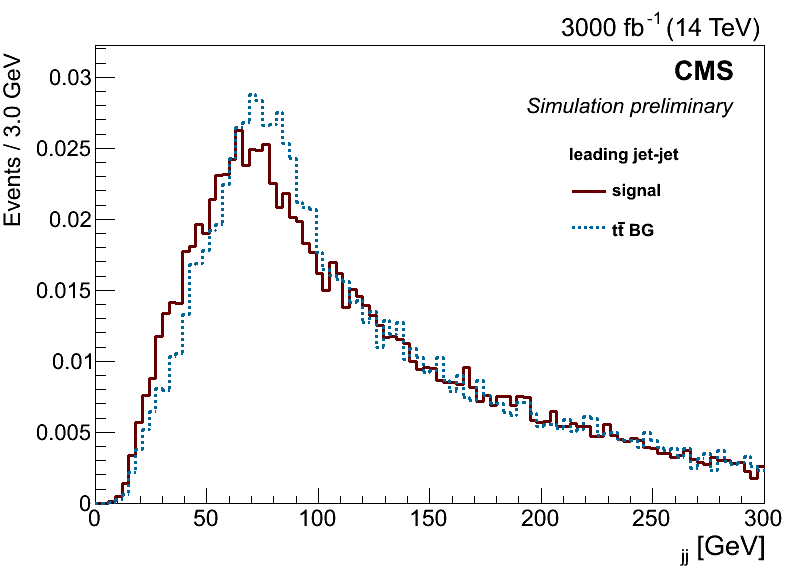 3000 fb⁻¹ (14 TeV)
CMS
Simulation preliminary
leading jet-jet
signal
tt̄ BG
Events / 3.0 GeV
0.03
0.025
0.02
0.015
0.01
0.005
0
0 50 100 150 200 250 300
jj [GeV]